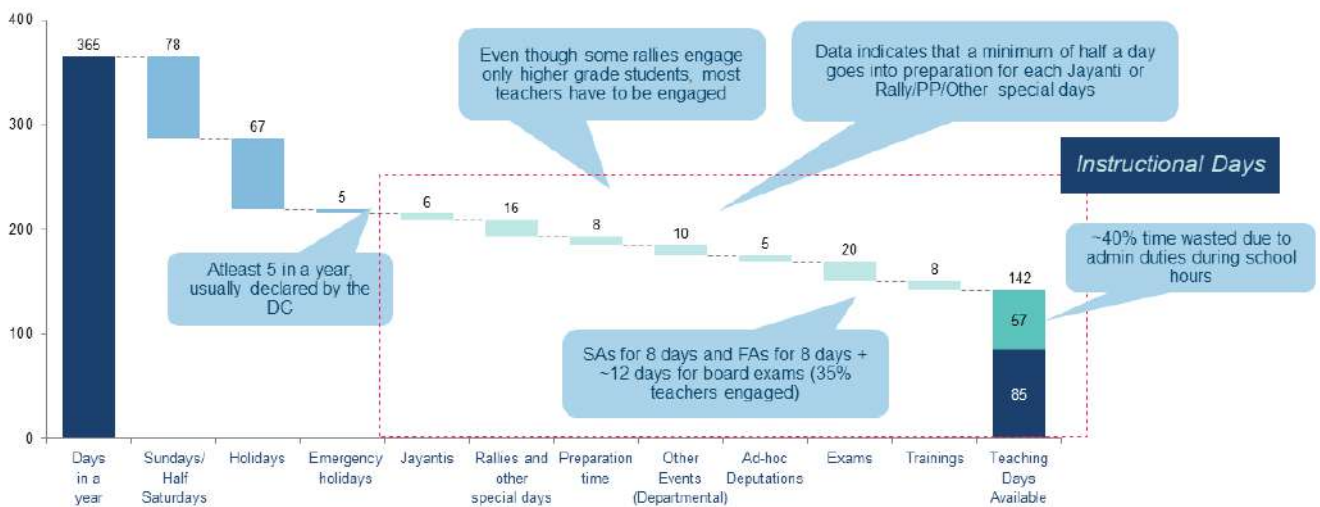 400
300
200
100
0
365
78
67
5
6
16
8
10
5
20
8
142
57
85
Even though some rallies engage
only higher grade students, most
teachers have to be engaged
Data indicates that a minimum of half a day
goes into preparation for each Jayanti or
Rally/PP/Other special days
Instructional Days
~40% time wasted due to
admin duties during school
hours
Atleast 5 in a year,
usually declared by the
DC
SAs for 8 days and FAs for 8 days +
~12 days for board exams (35%
teachers engaged)
Days
in a
year
Sundays/
Half
Saturdays
Holidays
Emergency
holidays
Jayantis
Rallies and
other
special days
Preparation
time
Other
Events
(Departmental)
Ad-hoc
Deputations
Exams
Trainings
Teaching
Days
Available